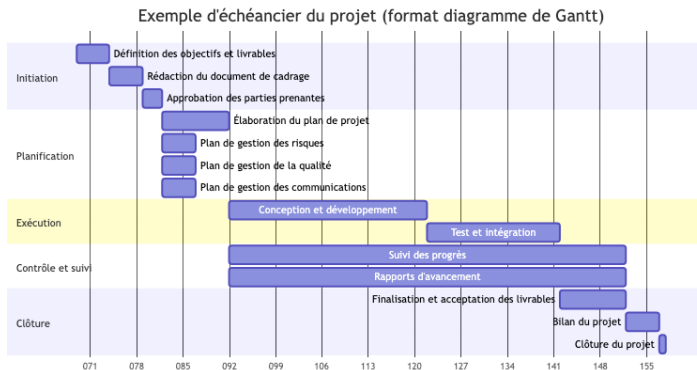 Exemple d'échéancier du projet (format diagramme de Gantt)
Initiation
Définition des objectifs et livrables
Rédaction du document de cadrage
Approbation des parties prenantes
Planification
Élaboration du plan de projet
Plan de gestion des risques
Plan de gestion de la qualité
Plan de gestion des communications
Exécution
Conception et développement
Test et intégration
Contrôle et suivi
Suivi des progrès
Rapports d'avancement
Clôture
Finalisation et acceptation des livrables
Bilan du projet
Clôture du projet
071 078 085 092 099 106 113 120 127 134 141 148 155